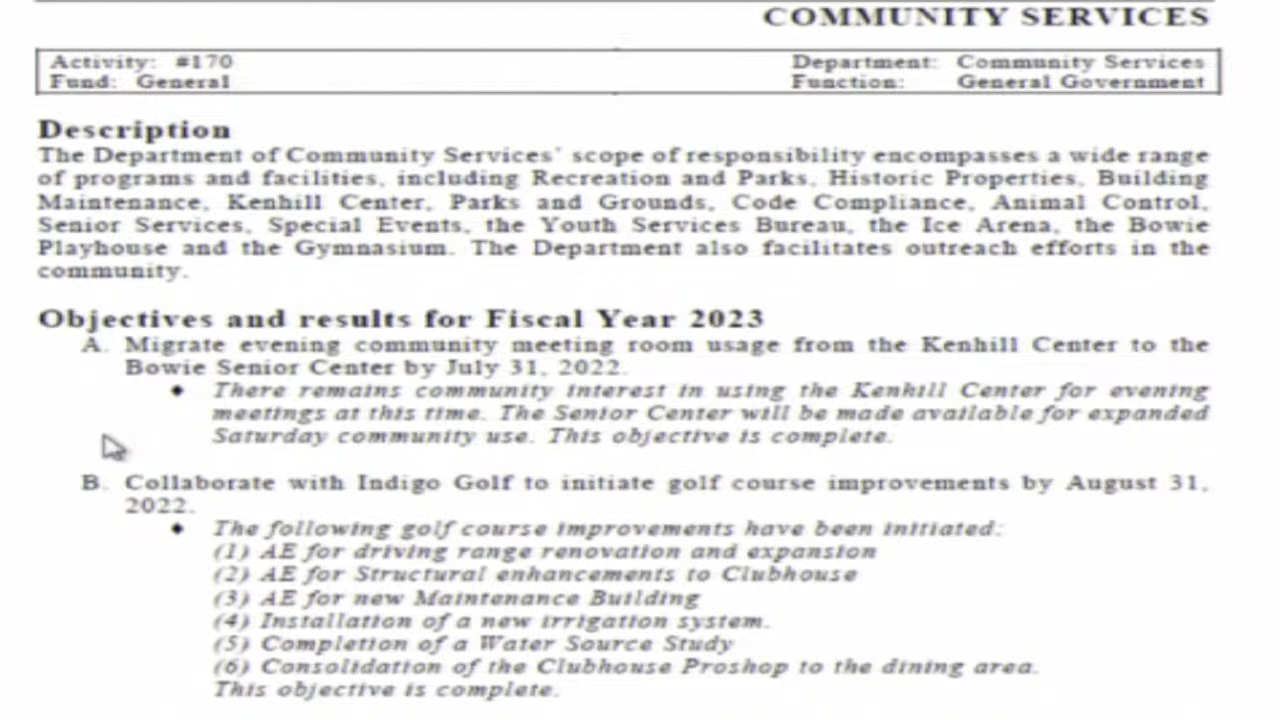 COMMUNITY SERVICES
Activity: #170 Department: Community Services
Fund: General Function: General Government
Description
The Department of Community Services' scope of responsibility encompasses a wide range
of programs and facilities, including Recreation and Parks, Historic Properties, Building
Maintenance, Kenhill Center, Parks and Grounds, Code Compliance, Animal Control,
Senior Services, Special Events, the Youth Services Bureau, the Ice Arena, the Bowie
Playhouse and the Gymnasium. The Department also facilitates outreach efforts in the
community.
Objectives and results for Fiscal Year 2023
A. Migrate evening community meeting room usage from the Kenhill Center to the
Bowie Senior Center by July 31, 2022.
• There remains community interest in using the Kenhill Center for evening
meetings at this time. The Senior Center will be made available for expanded
Saturday community use. This objective is complete.
B. Collaborate with Indigo Golf to initiate golf course improvements by August 31,
2022.
• The following golf course improvements have been initiated:
(1) AE for driving range renovation and expansion
(2) AE for Structural enhancements to Clubhouse
(3) AE for new Maintenance Building
(4) Installation of a new irrigation system.
(5) Completion of a Water Source Study
(6) Consolidation of the Clubhouse Proshop to the dining area.
This objective is complete.